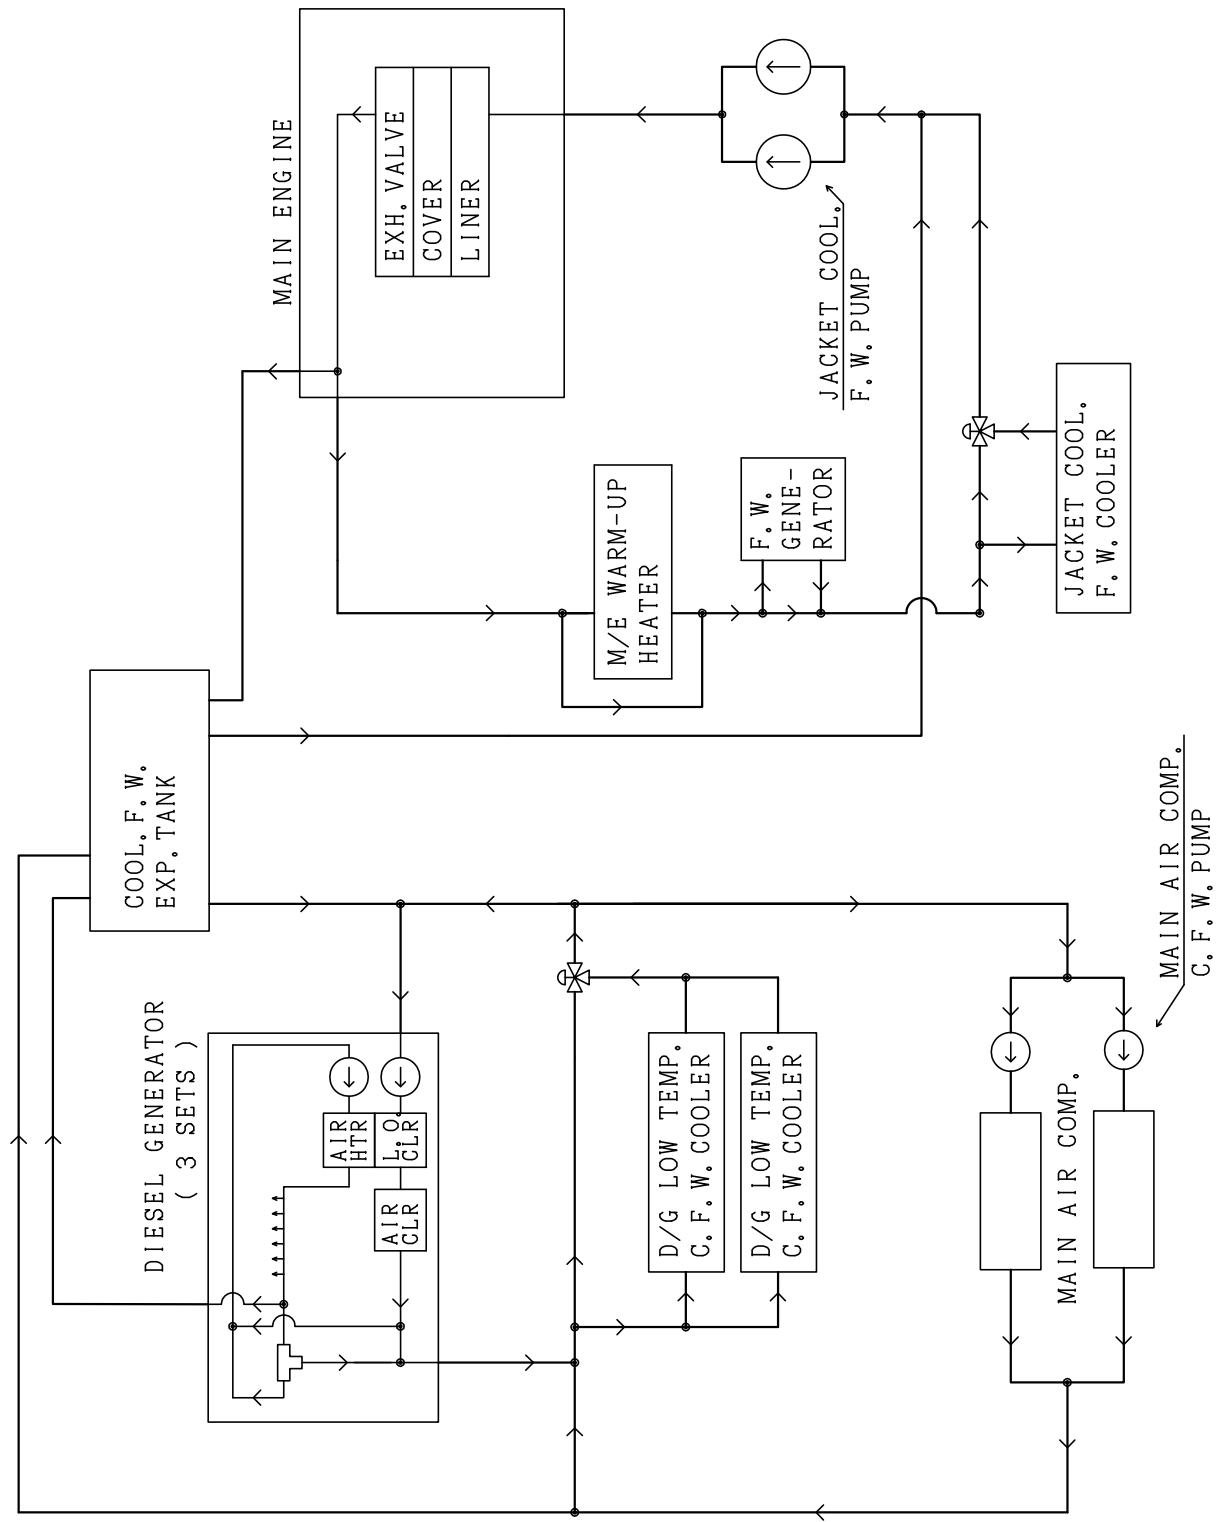 MAIN ENGINE
EXH. VALVE
COVER
LINER
JACKET COOL.
F. W. PUMP
M/E WARM-UP
HEATER
F. W.
GENE-
RATOR
JACKET COOL.
F. W. COOLER
COOL. F. W.
EXP. TANK
DIESEL GENERATOR
( 3 SETS )
AIR
HTR
L.O.
CLR
AIR
CLR
D/G LOW TEMP.
C. F. W. COOLER
D/G LOW TEMP.
C. F. W. COOLER
MAIN AIR COMP.
MAIN AIR COMP.
C. F. W. PUMP